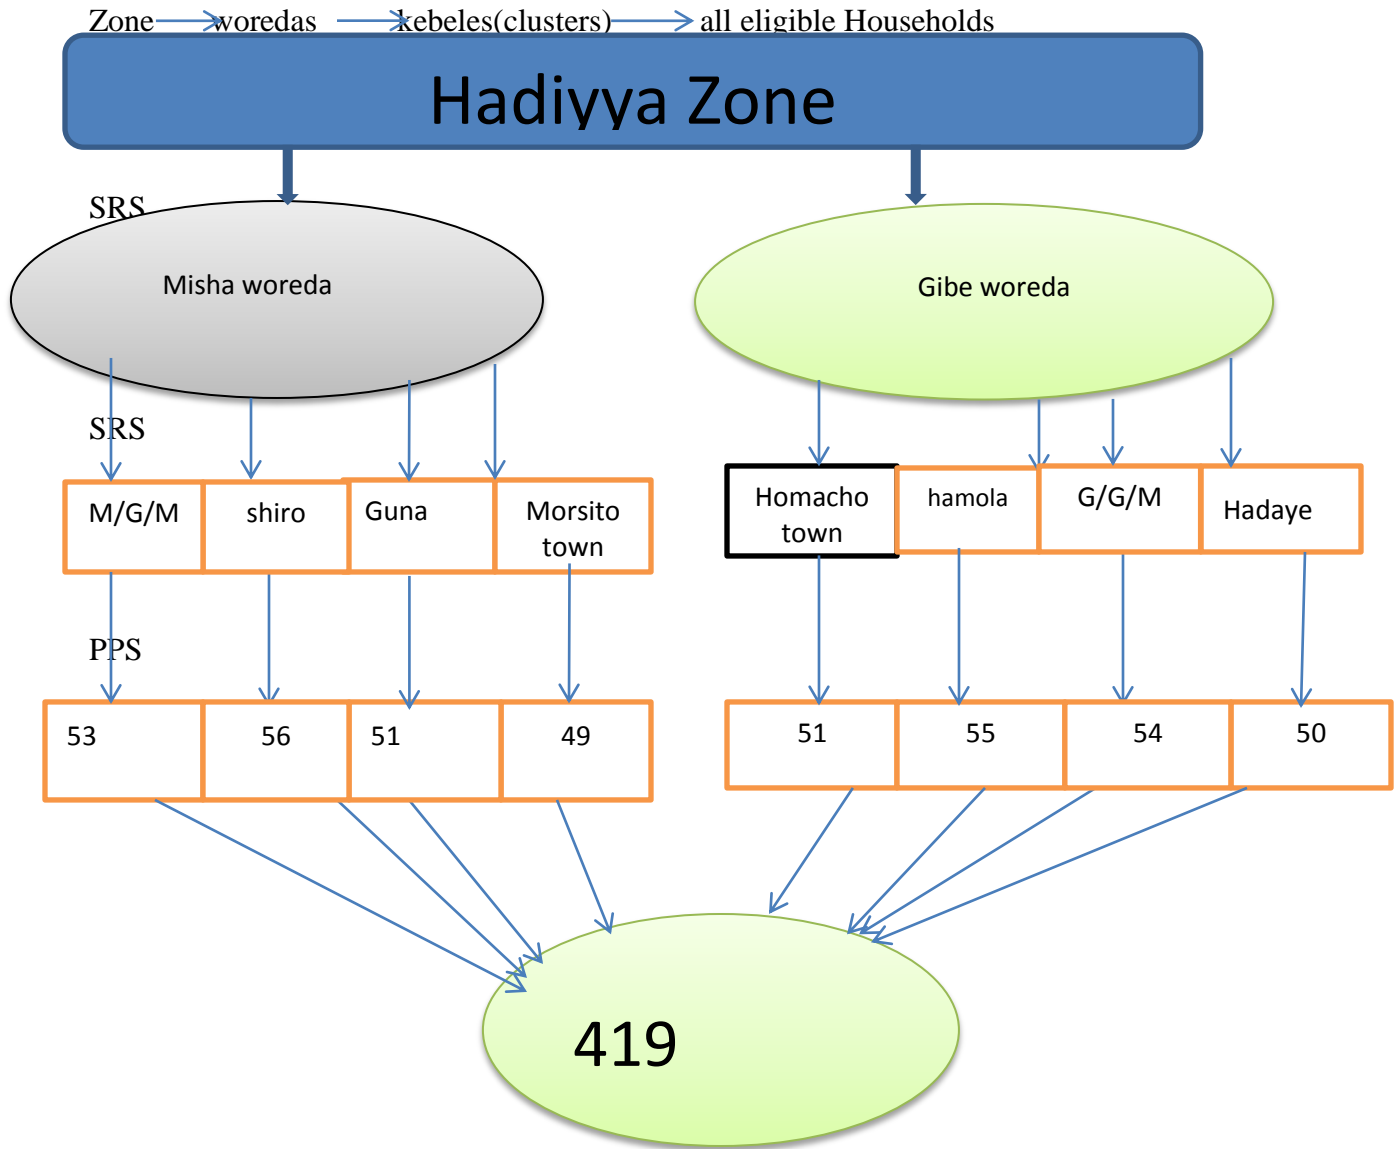 Zone woredas kebeles(clusters) all eligible Households
Hadiyya Zone
SRS
Misha woreda
Gibe woreda
SRS
M/G/M
shiro
Guna
Morsito
town
Homacho
town
hamola
G/G/M
Hadaye
PPS
53
56
51
49
51
55
54
50
419